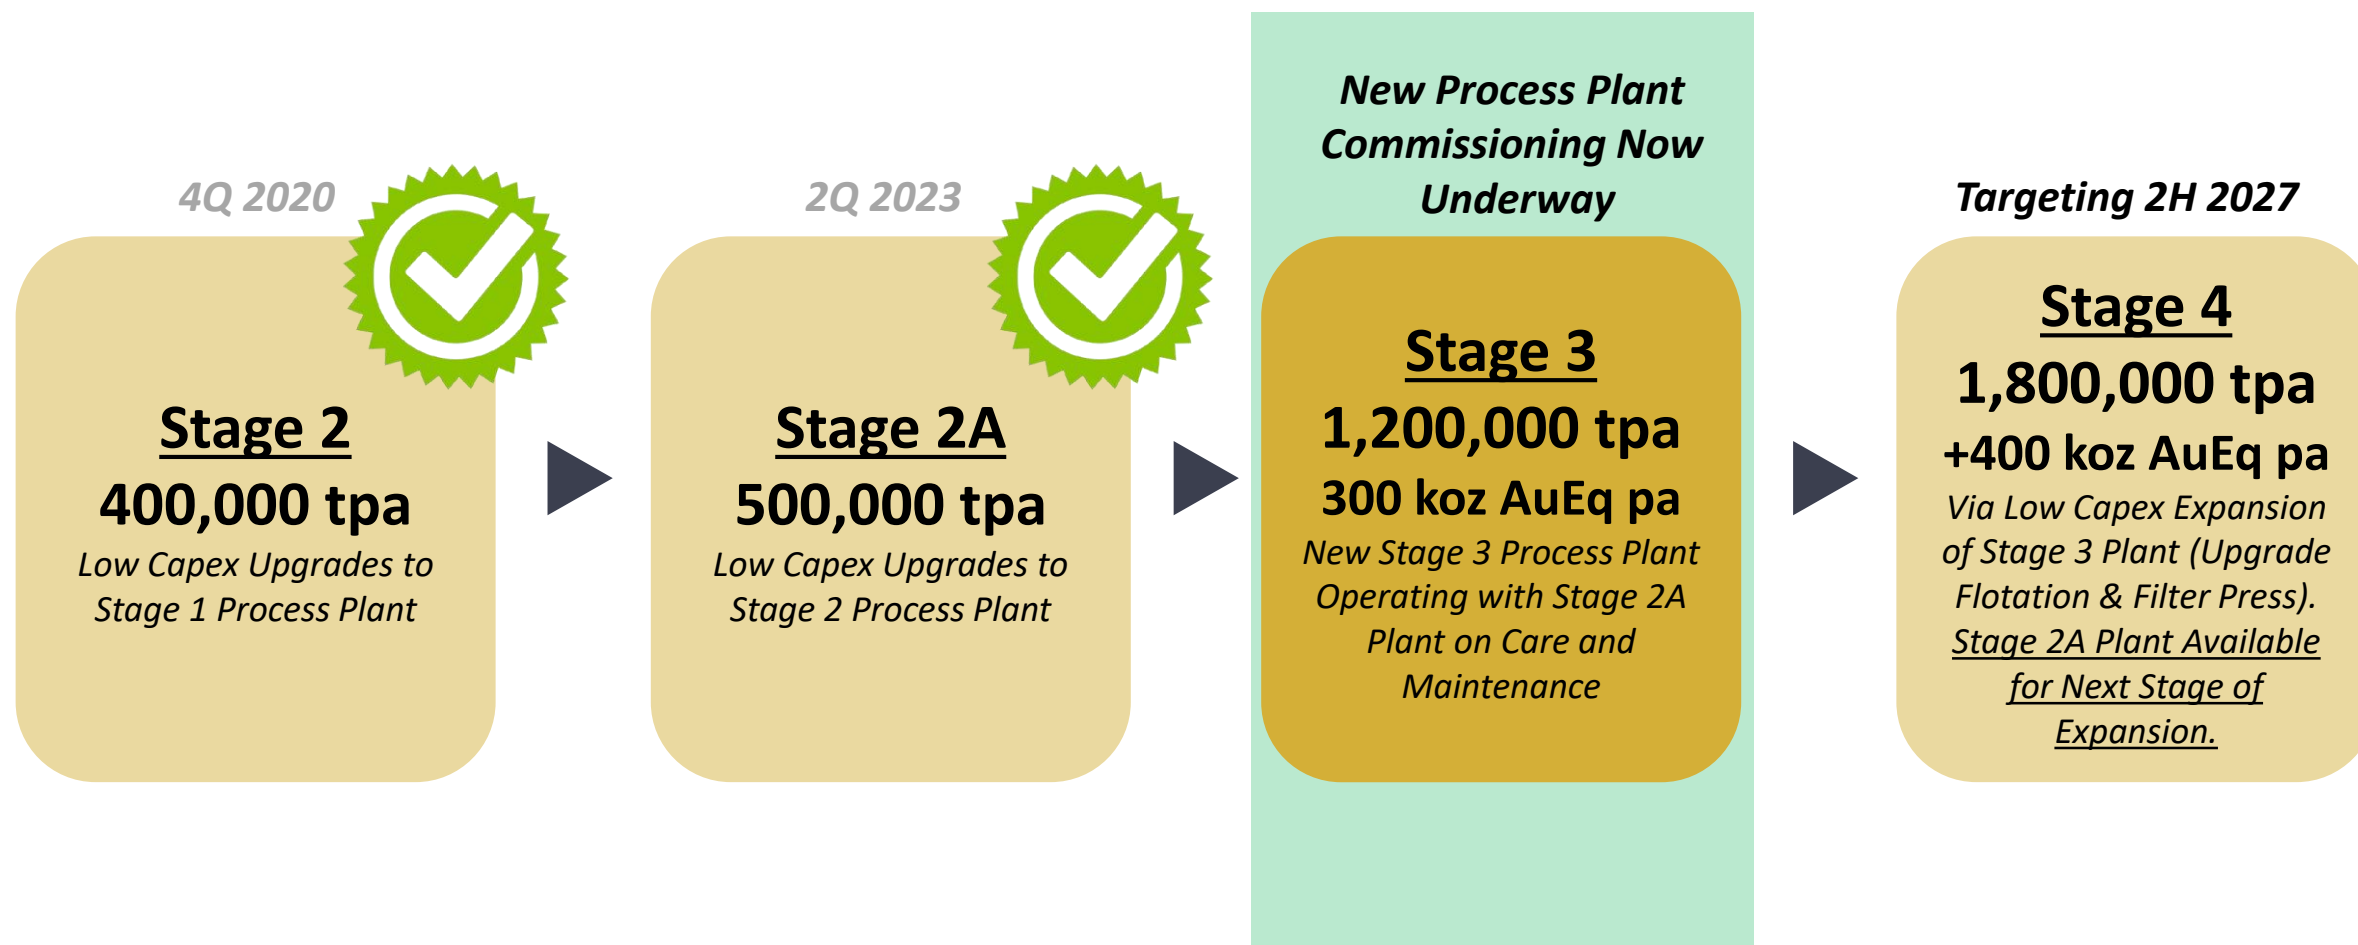 4Q 2020
Stage 2
400,000 tpa
Low Capex Upgrades to
Stage 1 Process Plant
2Q 2023
Stage 2A
500,000 tpa
Low Capex Upgrades to
Stage 2 Process Plant
New Process Plant
Commissioning Now
Underway
Stage 3
1,200,000 tpa
300 koz AuEq pa
New Stage 3 Process Plant
Operating with Stage 2A
Plant on Care and
Maintenance
Targeting 2H 2027
Stage 4
1,800,000 tpa
+400 koz AuEq pa
Via Low Capex Expansion
of Stage 3 Plant (Upgrade
Flotation & Filter Press).
Stage 2A Plant Available
for Next Stage of
Expansion.